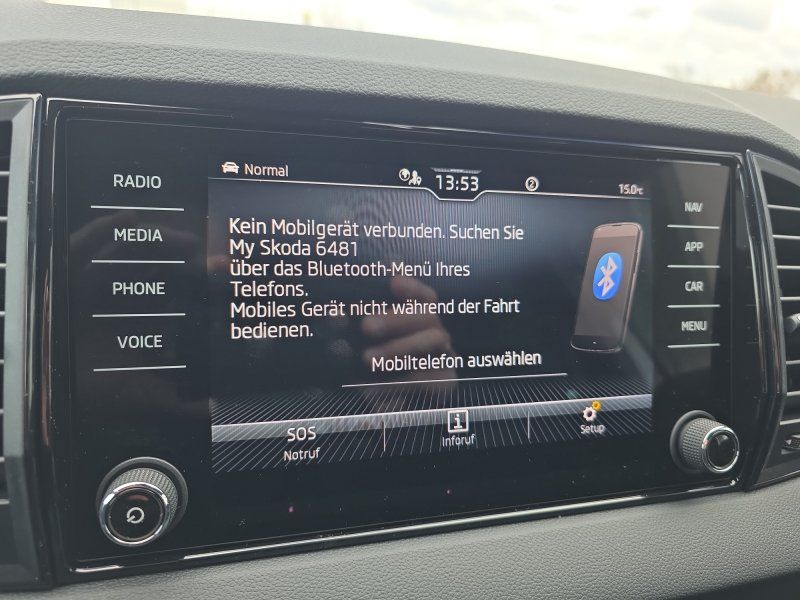 RADIO
MEDIA
PHONE
VOICE
Normal
13:53
2
15.0°C
Kein Mobilgerät verbunden. Suchen Sie
My Skoda 6481
über das Bluetooth-Menü Ihres
Telefons.
Mobiles Gerät nicht während der Fahrt
bedienen.
Mobiltelefon auswählen
SOS
Notruf
i
Inforuf
Setup
NAV
APP
CAR
MENU